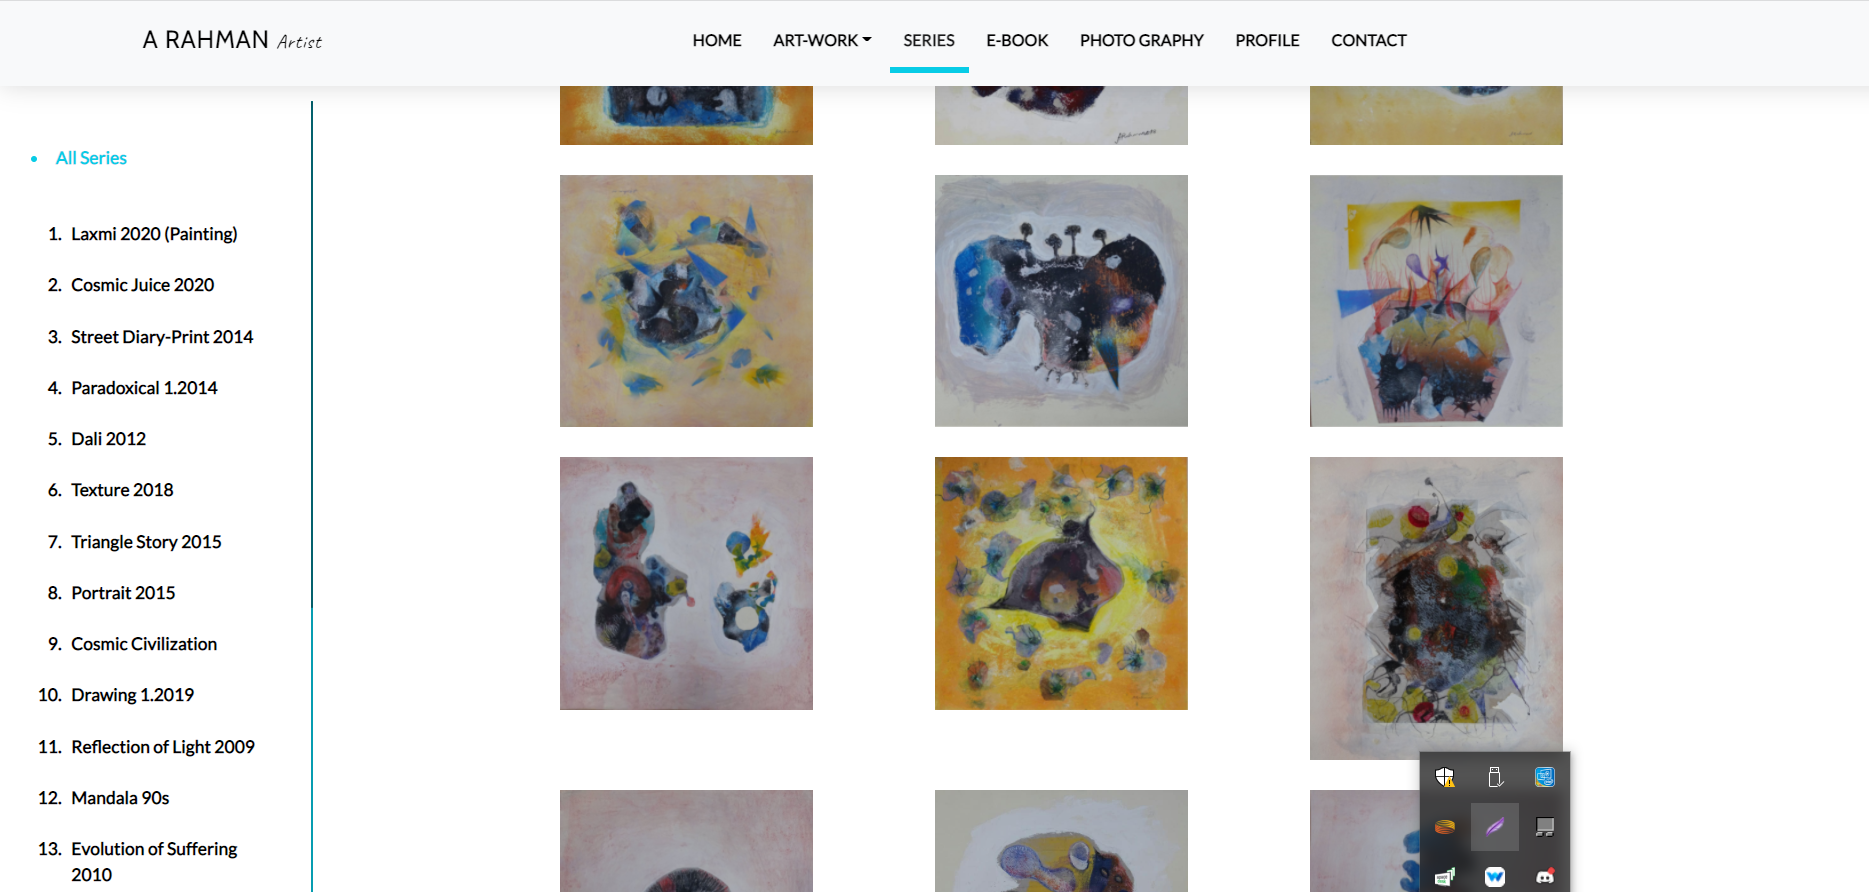 A RAHMAN Artist
HOME
ART-WORK
SERIES
E-BOOK
PHOTO GRAPHY
PROFILE
CONTACT
All Series
1. Laxmi 2020 (Painting)
2. Cosmic Juice 2020
3. Street Diary-Print 2014
4. Paradoxical 1.2014
5. Dali 2012
6. Texture 2018
7. Triangle Story 2015
8. Portrait 2015
9. Cosmic Civilization
10. Drawing 1.2019
11. Reflection of Light 2009
12. Mandala 90s
13. Evolution of Suffering
2010